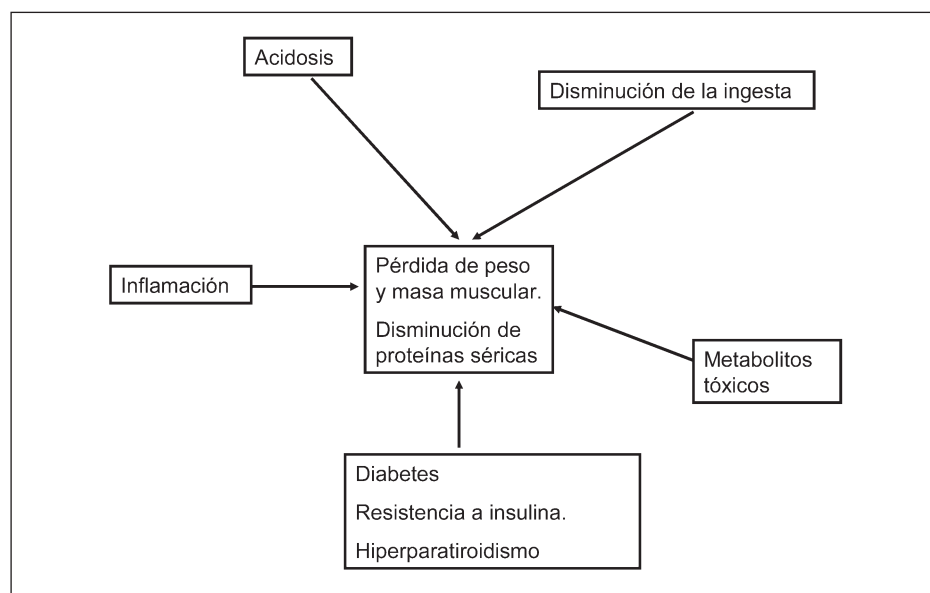 Acidosis
Disminución de la ingesta
Pérdida de peso
y masa muscular.
Disminución de
proteínas séricas
Inflamación
Metabolitos
tóxicos
Diabetes
Resistencia a insulina.
Hiperparatiroidismo